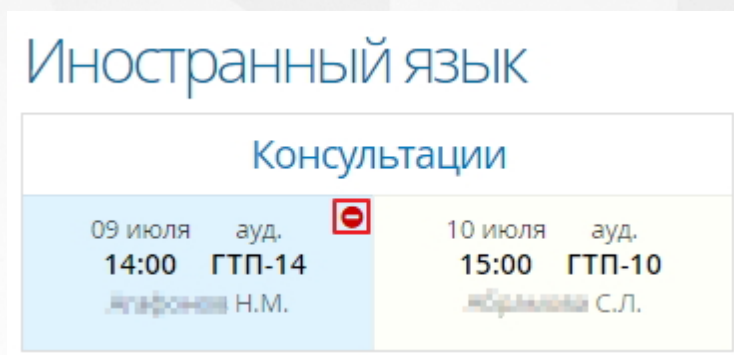 Иностранный язык
Консультации
09 июля ауд.
14:00 ГТП-14
Н.М.
10 июля ауд.
15:00 ГТП-10
С.Л.